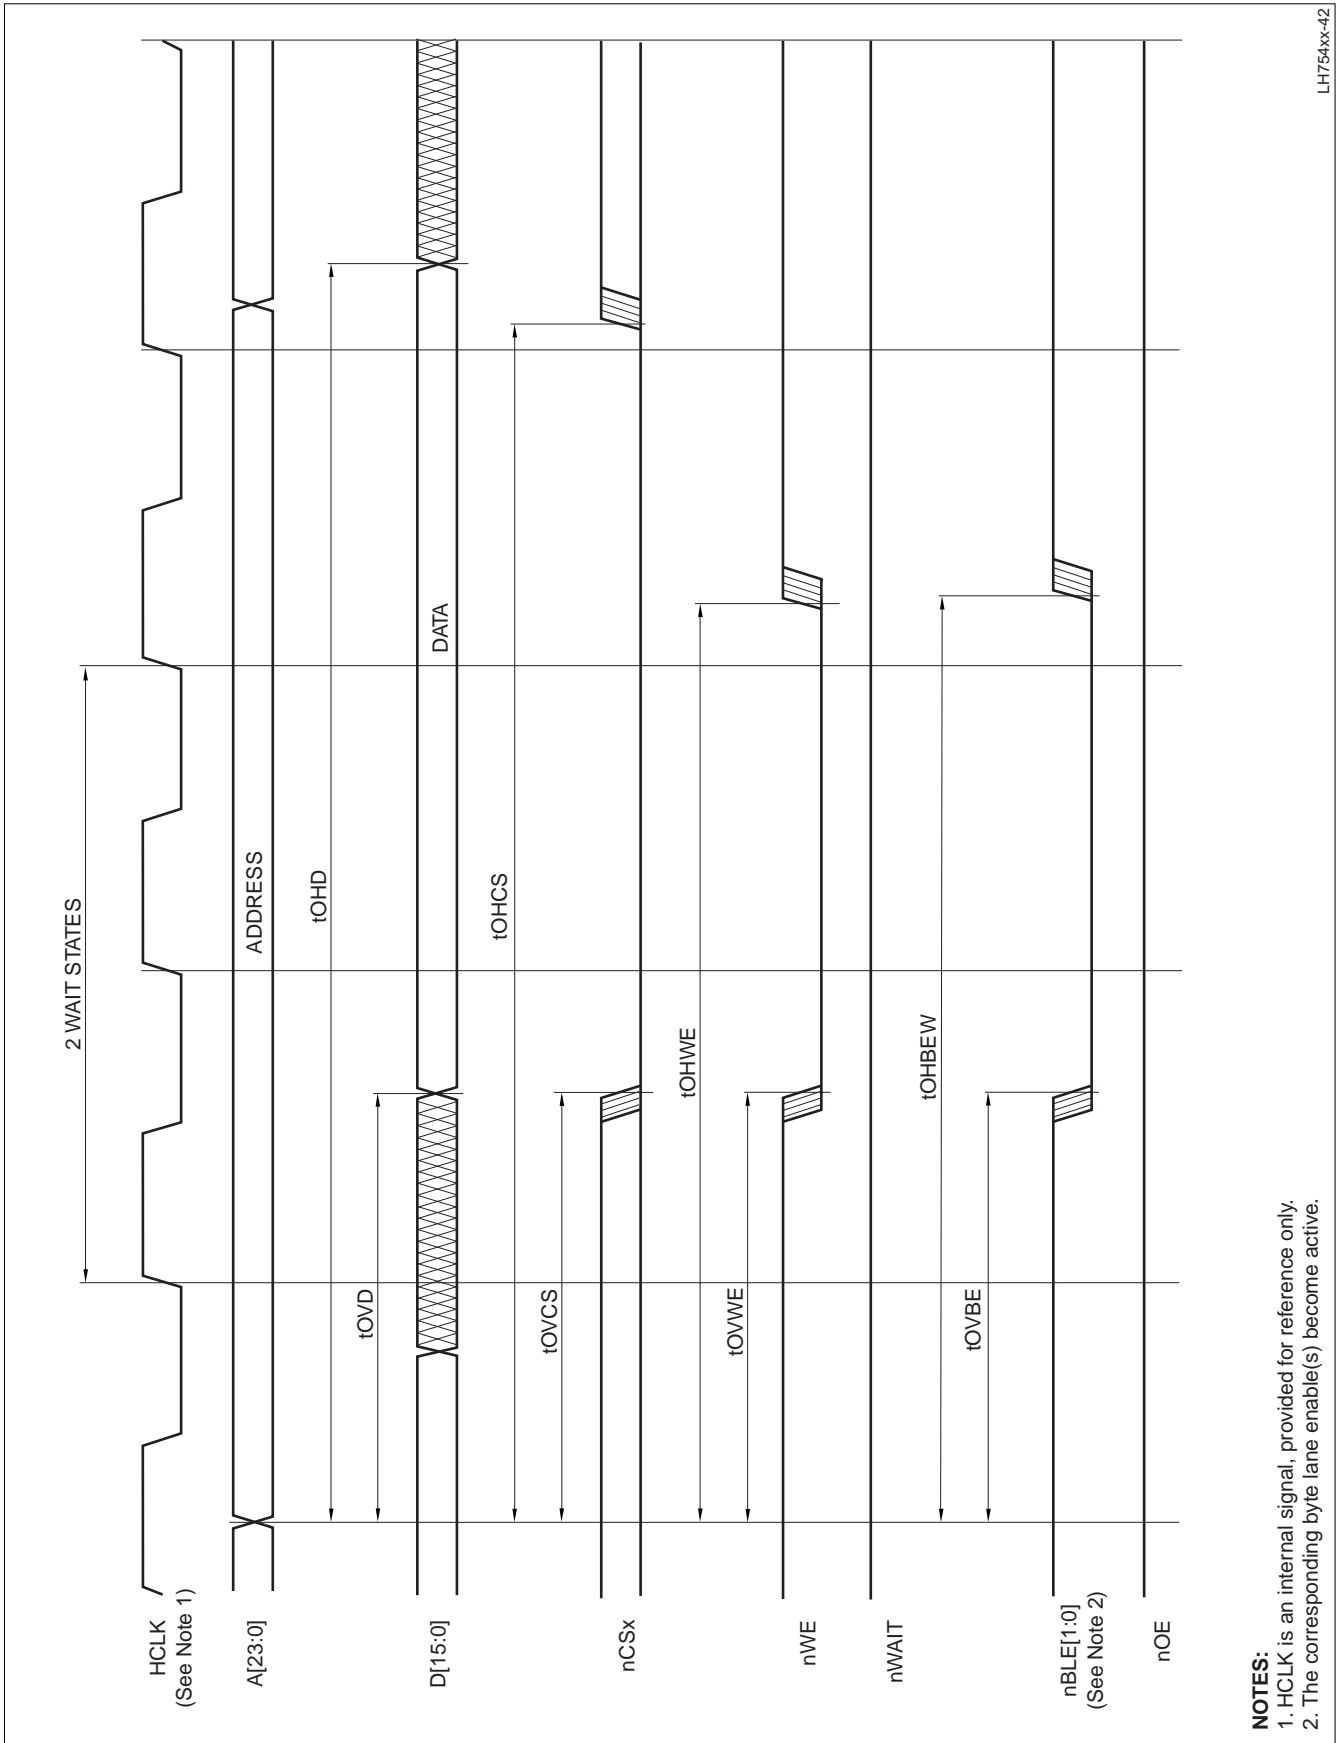 2 WAIT STATES
HCLK
(See Note 1)
A[23:0]
ADDRESS
tOHD
tOVD
D[15:0]
DATA
tOHCS
tOVCS
nCSx
tOHWE
tOVWE
nWE
nWAIT
tOHBEW
tOVBE
nBLE[1:0]
(See Note 2)
nOE
NOTES:
1. HCLK is an internal signal, provided for reference only.
2. The corresponding byte lane enable(s) become active.
LH754xx-42